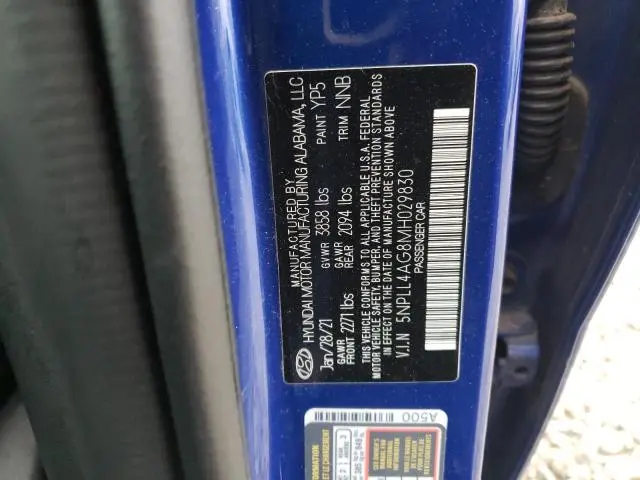 MANUFACTURED BY
HYUNDAI MOTOR MANUFACTURING ALABAMA, LLC
Jan/28/21 GVWR 3858 lbs PAINT YP5
GAWR FRONT 2271 lbs GAWR REAR 2094 lbs TRIM NNB
THIS VEHICLE CONFORMS TO ALL APPLICABLE U.S.A. FEDERAL
MOTOR VEHICLE SAFETY, BUMPER, AND THEFT PREVENTION STANDARDS
IN EFFECT ON THE DATE OF MANUFACTURE SHOWN ABOVE.
V.I.N 5NPLL4AG8MH029830
PASSENGER CAR
A500